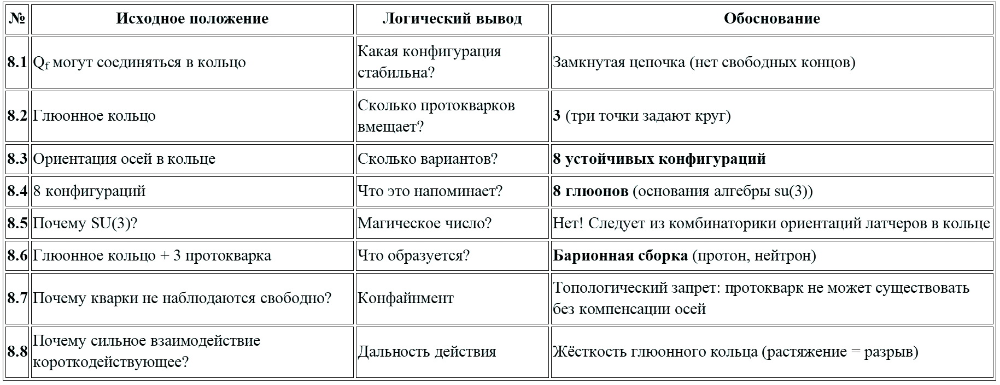 № Исходное положение Логический вывод Обоснование
8.1 Qf могут соединяться в кольцо Какая конфигурация стабильна? Замкнутая цепочка (нет свободных концов)
8.2 Глюонное кольцо Сколько протокварков вмещает? 3 (три точки задают круг)
8.3 Ориентация осей в кольце Сколько вариантов? 8 устойчивых конфигураций
8.4 8 конфигураций Что это напоминает? 8 глюонов (основания алгебры su(3))
8.5 Почему SU(3)? Магическое число? Нет! Следует из комбинаторики ориентаций латчеров в кольце
8.6 Глюонное кольцо + 3 протокварка Что образуется? Барионная сборка (протон, нейтрон)
8.7 Почему кварки не наблюдаются свободно? Конфайнмент Топологический запрет: протокварк не может существовать без компенсации осей
8.8 Почему сильное взаимодействие короткодействующее? Дальность действия Жёсткость глюонного кольца (растяжение = разрыв)